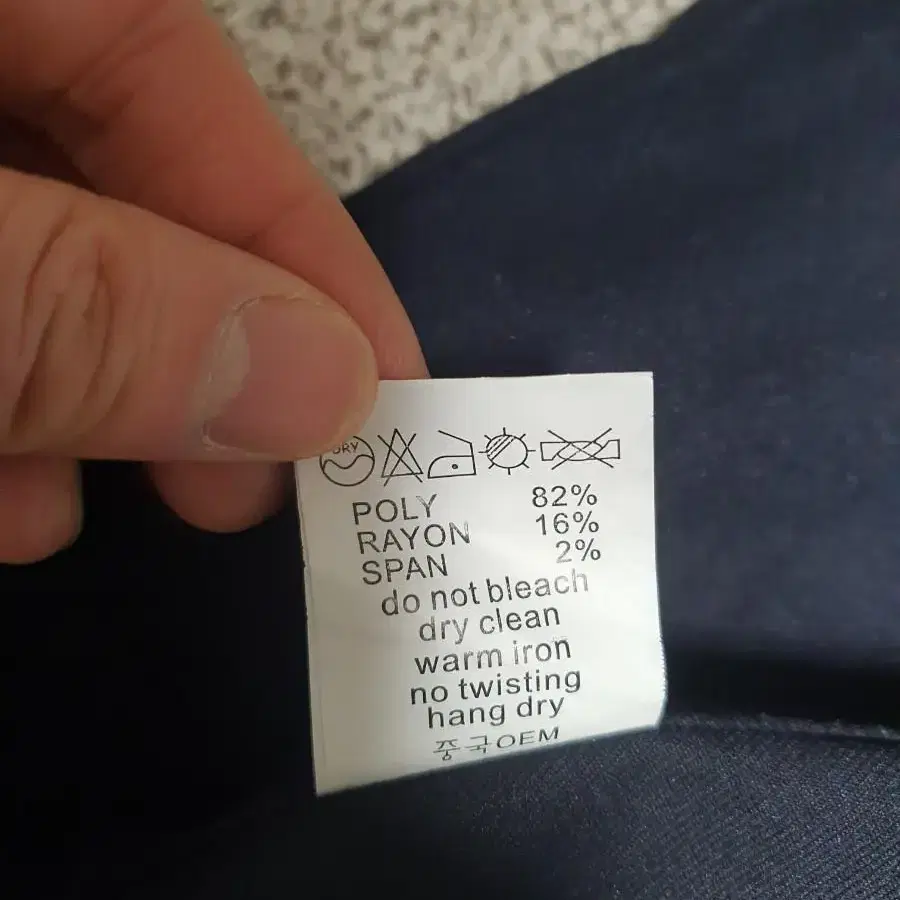 DRY
POLY 82%
RAYON 16%
SPAN 2%
do not bleach
dry clean
warm iron
no twisting
hang dry
중국OEM